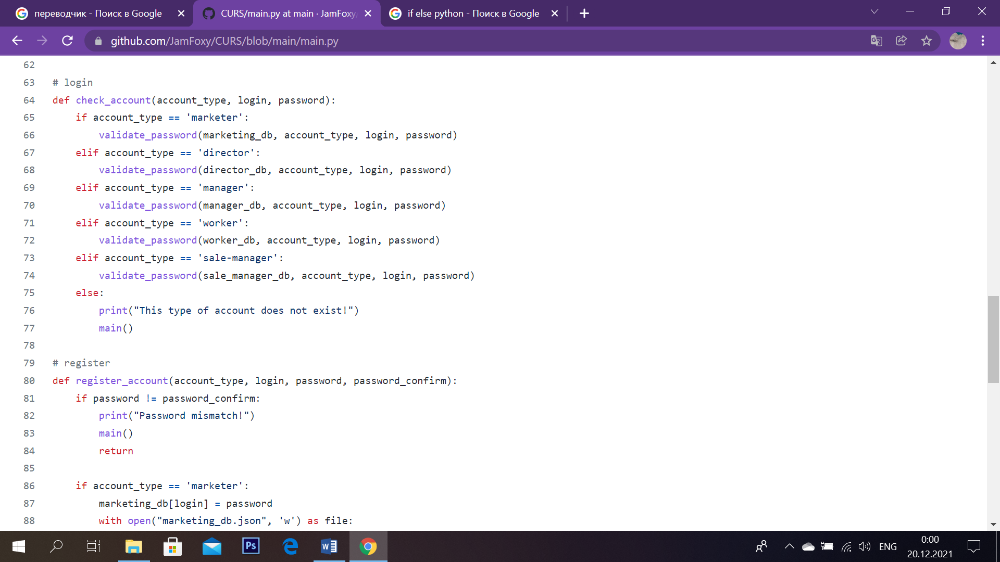 переводчик - Поиск в Google
CURS/main.py at main · JamFoxy/
if else python - Поиск в Google
github.com/JamFoxy/CURS/blob/main/main.py
62
63 # login
64 def check_account(account_type, login, password):
65     if account_type == 'marketer':
66         validate_password(marketing_db, account_type, login, password)
67     elif account_type == 'director':
68         validate_password(director_db, account_type, login, password)
69     elif account_type == 'manager':
70         validate_password(manager_db, account_type, login, password)
71     elif account_type == 'worker':
72         validate_password(worker_db, account_type, login, password)
73     elif account_type == 'sale-manager':
74         validate_password(sale_manager_db, account_type, login, password)
75     else:
76         print("This type of account does not exist!")
77         main()
78
79 # register
80 def register_account(account_type, login, password, password_confirm):
81     if password != password_confirm:
82         print("Password mismatch!")
83         main()
84         return
85
86     if account_type == 'marketer':
87         marketing_db[login] = password
88         with open("marketing_db.json", 'w') as file:
Ps
W
ENG
0:00
20.12.2021